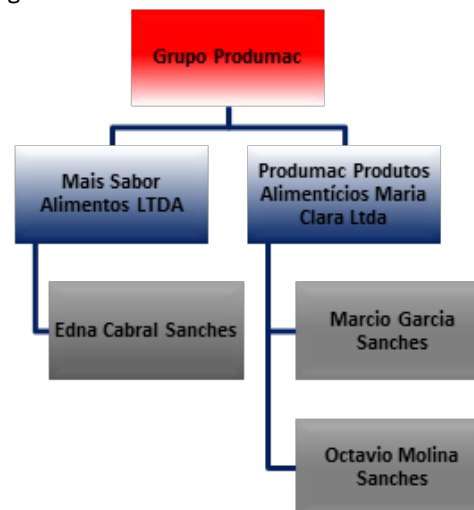 Grupo Produmac
Mais Sabor
Alimentos LTDA
Produmac Produtos
Alimentícios Maria
Clara Ltda
Edna Cabral Sanches
Marcio Garcia
Sanches
Octavio Molina
Sanches